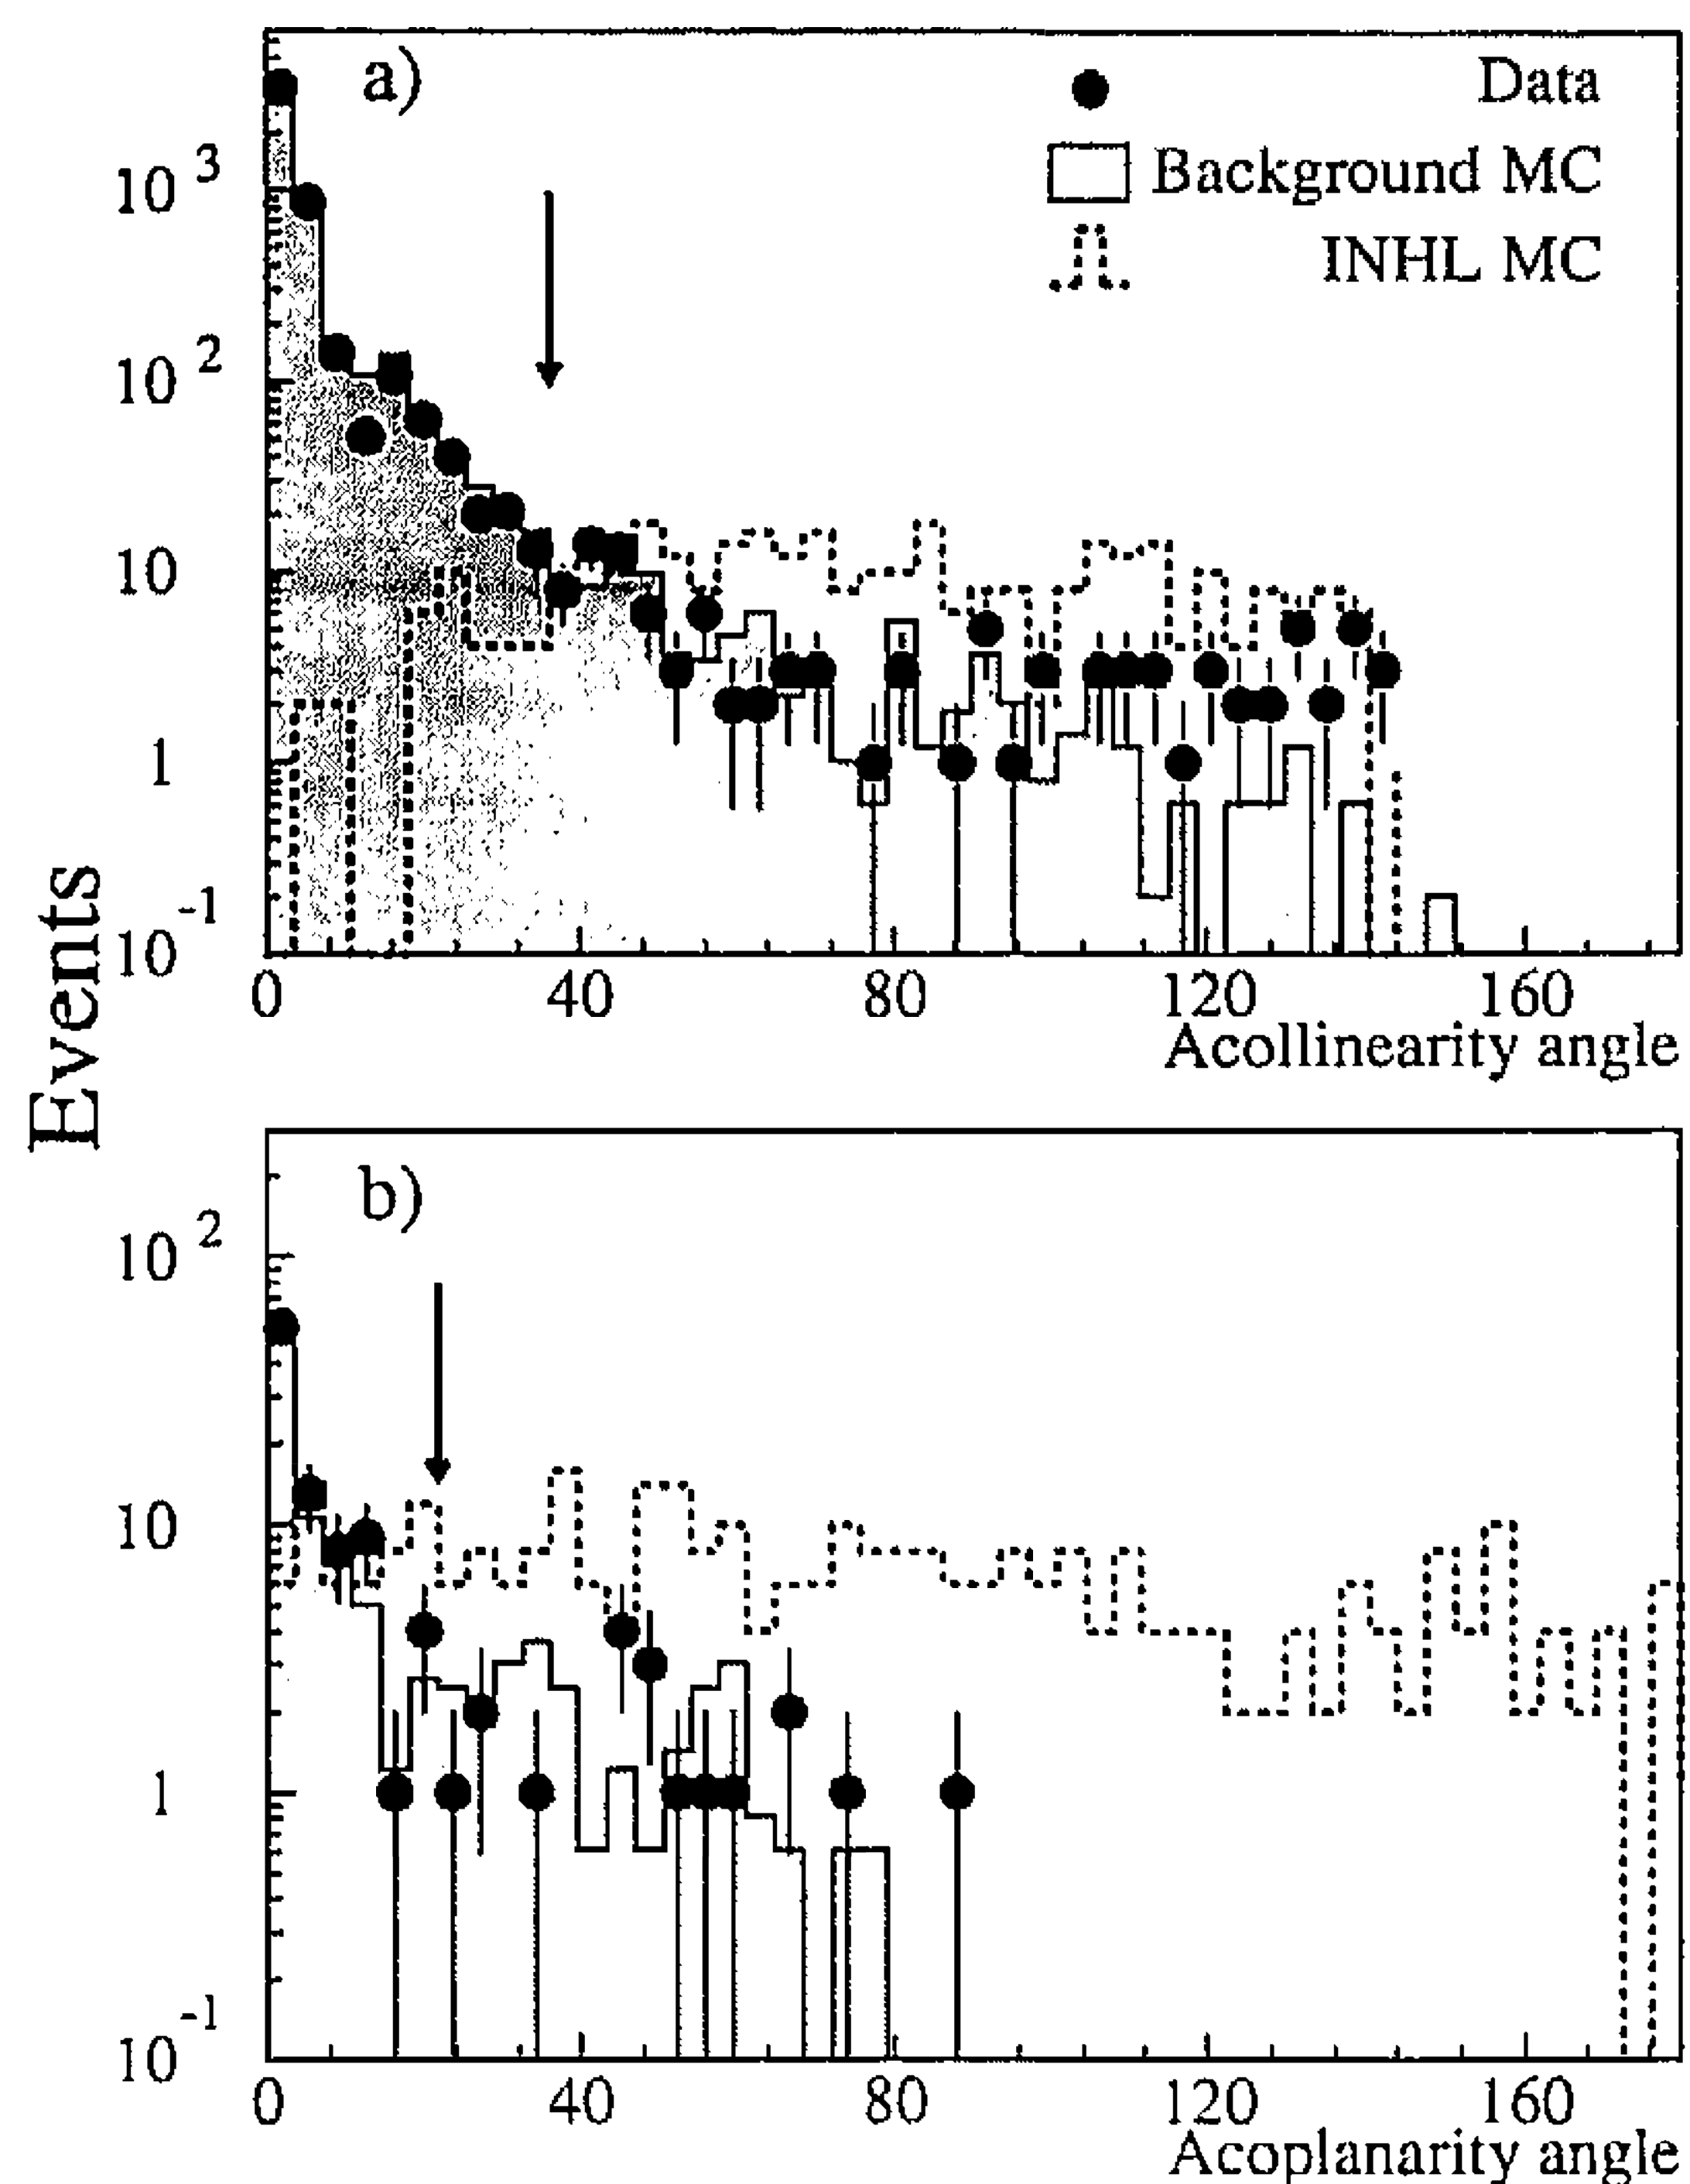 a)
Data
Background MC
INHL MC
10 3
10 2
10
1
10 -1
0 40 80 120 160
Acollinearity angle
Events
b)
10 2
10
1
10 -1
0 40 80 120 160
Acoplanarity angle